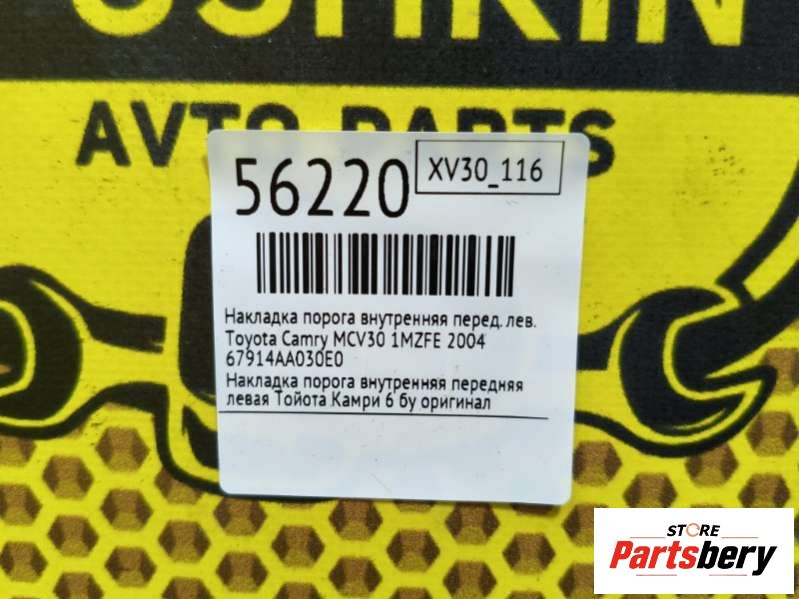 AVTO PARTS
56220
XV30_116
Накладка порога внутренняя перед. лев.
Toyota Camry MCV30 1MZFE 2004
67914AA030E0
Накладка порога внутренняя передняя
левая Тойота Камри 6 бу оригинал
STORE
Partsbery